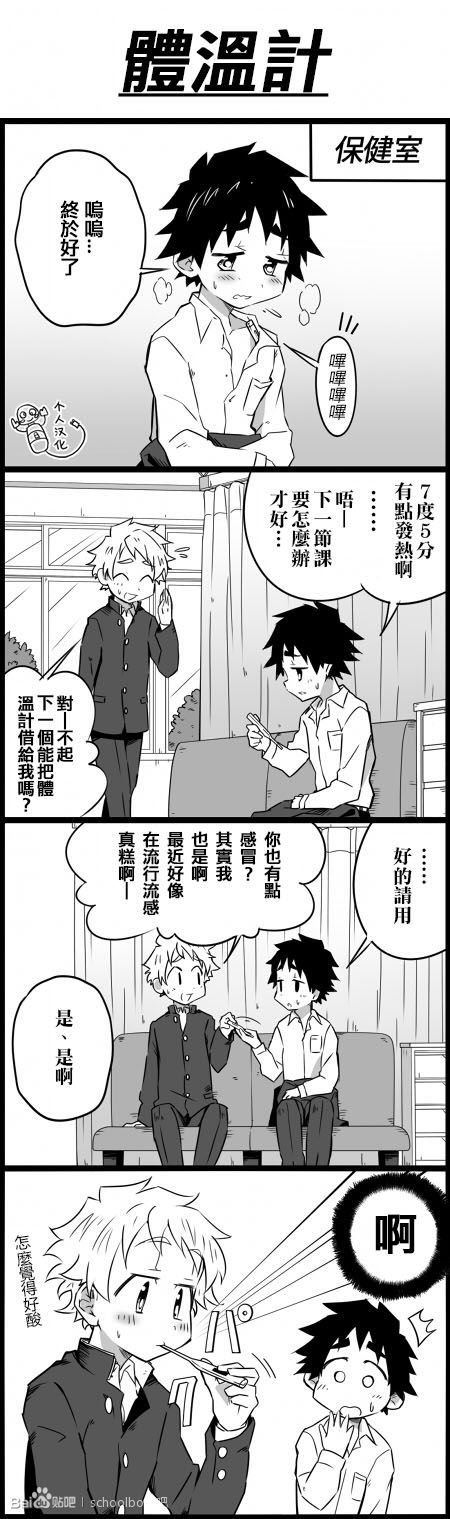 體溫計
保健室
嗚嗚…
終於好了
嗶嗶嗶嗶
个人汉化
7度5分
有點發熱啊
……
唔—
下一節課
要怎麼辦
才好…
對—不起
下一個能把體
溫計借給我嗎？
……
好的請用
你也有點
感冒？
其實我
也是啊
最近好像
在流行流感
真糕啊—
是、是啊
啊
怎麼覺得好酸
パ。
く
Baidu贴吧 | schoolboy吧